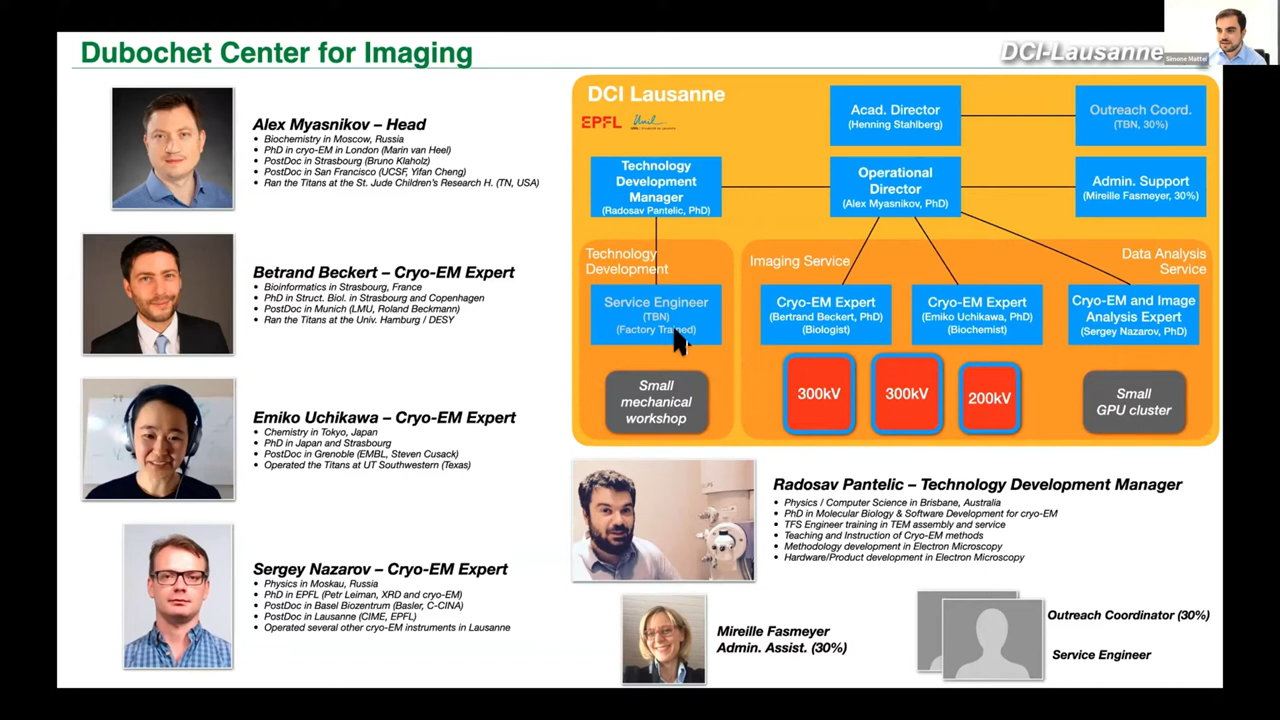 Dubochet Center for Imaging
DCI-Lausanne
Simone Mattei
Alex Myasnikov – Head
• Biochemistry in Moscow, Russia
• PhD in cryo-EM in London (Marin van Heel)
• PostDoc in Strasbourg (Bruno Klaholz)
• PostDoc in San Francisco (UCSF, Yifan Cheng)
• Ran the Titans at the St. Jude Children's Research H. (TN, USA)
Betrand Beckert – Cryo-EM Expert
• Bioinformatics in Strasbourg, France
• PhD in Struct. Biol. in Strasbourg and Copenhagen
• PostDoc in Munich (LMU, Roland Beckmann)
• Ran the Titans at the Univ. Hamburg / DESY
Emiko Uchikawa – Cryo-EM Expert
• Chemistry in Tokyo, Japan
• PhD in Japan and Strasbourg
• PostDoc in Grenoble (EMBL, Steven Cusack)
• Operated the Titans at UT Southwestern (Texas)
Sergey Nazarov – Cryo-EM Expert
• Physics in Moskau, Russia
• PhD in EPFL (Petr Leiman, XRD and cryo-EM)
• PostDoc in Basel Biozentrum (Basler, C-CINA)
• PostDoc in Lausanne (CIME, EPFL)
• Operated several other cryo-EM instruments in Lausanne
DCI Lausanne
EPFL
Unil
Acad. Director
(Henning Stahlberg)
Outreach Coord.
(TBN, 30%)
Technology
Development
Manager
(Radosav Pantelic, PhD)
Operational
Director
(Alex Myasnikov, PhD)
Admin. Support
(Mireille Fasmeyer, 30%)
Technology
Development
Imaging Service
Data Analysis
Service
Service Engineer
(TBN)
(Factory Trained)
Cryo-EM Expert
(Bertrand Beckert, PhD)
(Biologist)
Cryo-EM Expert
(Emiko Uchikawa, PhD)
(Biochemist)
Cryo-EM and Image
Analysis Expert
(Sergey Nazarov, PhD)
Small
mechanical
workshop
300kV
300kV
200kV
Small
GPU cluster
Radosav Pantelic – Technology Development Manager
• Physics / Computer Science in Brisbane, Australia
• PhD in Molecular Biology & Software Development for cryo-EM
• TFS Engineer training in TEM assembly and service
• Teaching and Instruction of Cryo-EM methods
• Methodology development in Electron Microscopy
• Hardware/Product development in Electron Microscopy
Mireille Fasmeyer
Admin. Assist. (30%)
Outreach Coordinator (30%)
Service Engineer